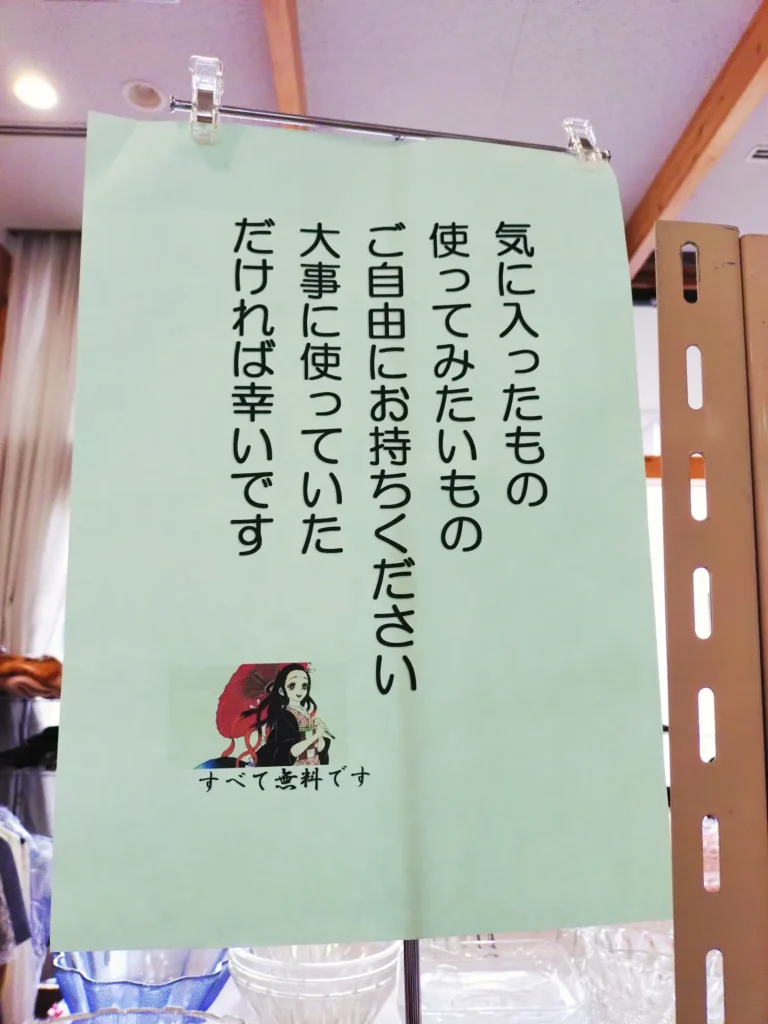 気に入ったもの
使ってみたいもの
ご自由にお持ちください
大事に使っていた
だければ幸いです
すべて無料です